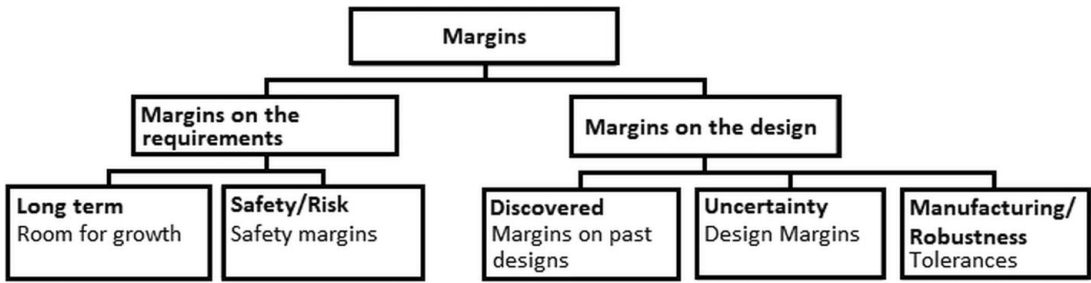 Margins
Margins on the
requirements
Margins on the design
Long term
Room for growth
Safety/Risk
Safety margins
Discovered
Margins on past
designs
Uncertainty
Design Margins
Manufacturing/
Robustness
Tolerances